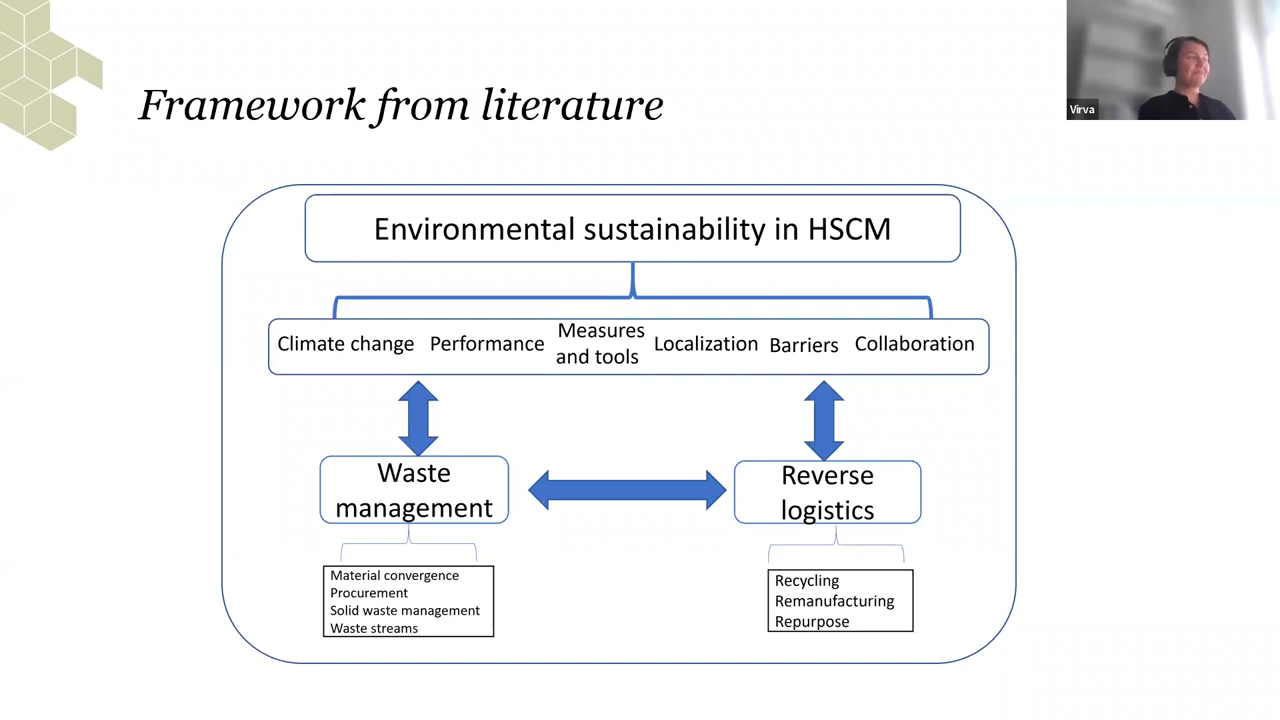 Virva
Framework from literature
Environmental sustainability in HSCM
Climate change
Performance
Measures
and tools
Localization
Barriers
Collaboration
Waste
management
Reverse
logistics
Material convergence
Procurement
Solid waste management
Waste streams
Recycling
Remanufacturing
Repurpose